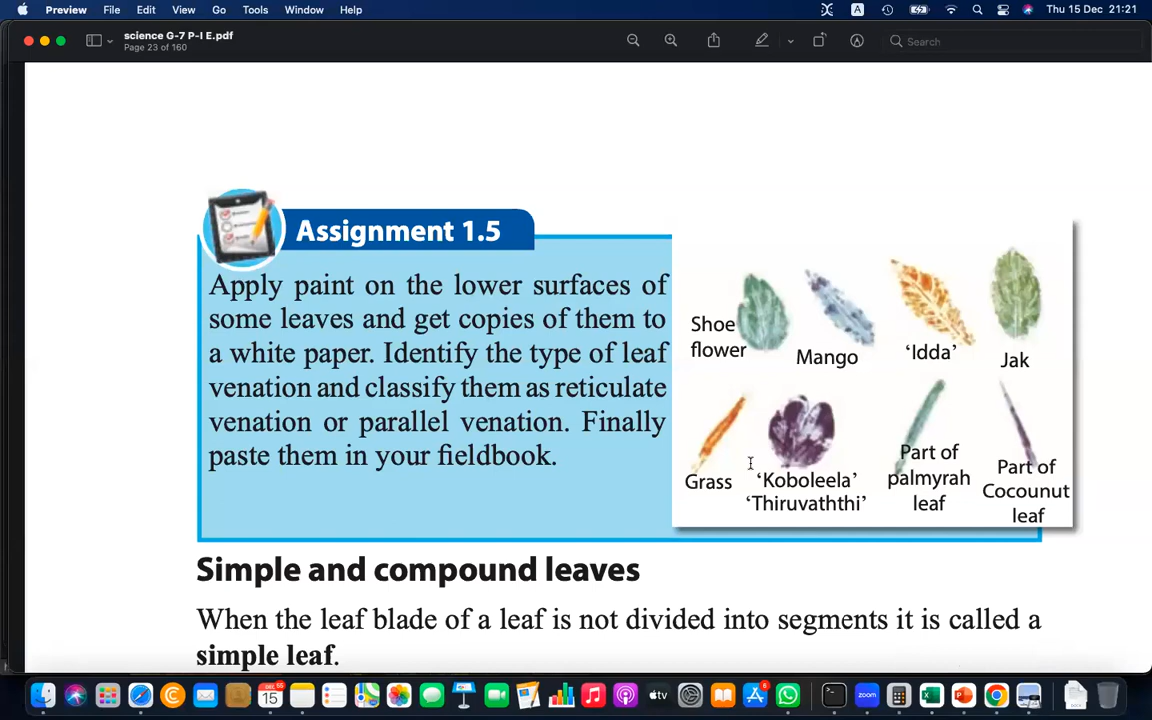 Preview File Edit View Go Tools Window Help
A
Thu 15 Dec 21:21
science G-7 P-I E.pdf
Page 23 of 160
Search
Assignment 1.5
Apply paint on the lower surfaces of
some leaves and get copies of them to
a white paper. Identify the type of leaf
venation and classify them as reticulate
venation or parallel venation. Finally
paste them in your fieldbook.
Shoe
flower
Mango
‘Idda’
Jak
Grass
‘Koboleela’
‘Thiruvaththi’
Part of
palmyrah
leaf
Part of
Cocounut
leaf
Simple and compound leaves
When the leaf blade of a leaf is not divided into segments it is called a
simple leaf.
DEC
15
tv
zoom